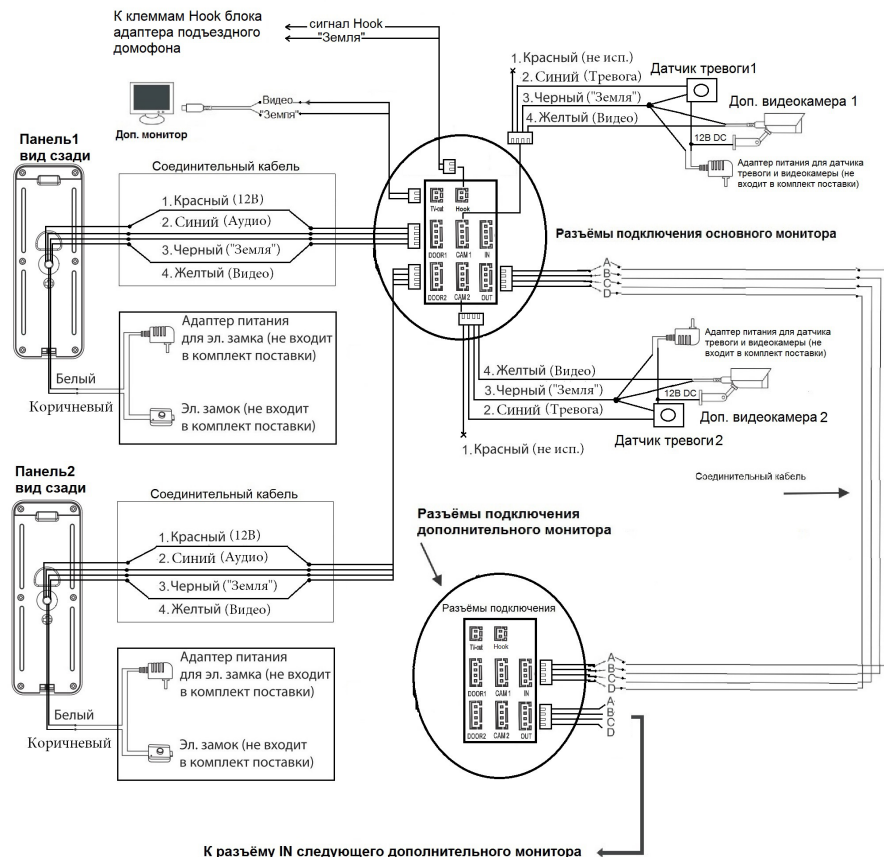 К клеммам Hook блока
адаптера подъездного
домофона
сигнал Hook
"Земля"
Видео
"Земля"
Доп. монитор
1. Красный (не исп.)
2. Синий (Тревога)
3. Черный ("Земля")
4. Желтый (Видео)
Датчик тревоги1
Доп. видеокамера 1
12В DC
Адаптер питания для датчика
тревоги и видеокамеры (не
входит в комплект поставки)
Панель1
вид сзади
Соединительный кабель
1. Красный (12В)
2. Синий (Аудио)
3. Черный ("Земля")
4. Желтый (Видео)
TV-out
Hook
DOOR1
CAM 1
IN
DOOR2
CAM 2
OUT
Разъёмы подключения основного монитора
A
B
C
D
Адаптер питания
для эл. замка (не входит
в комплект поставки)
Белый
Коричневый
Эл. замок (не входит
в комплект поставки)
Адаптер питания для датчика
тревоги и видеокамеры (не
входит в комплект поставки)
4. Желтый (Видео)
3. Черный ("Земля")
2. Синий (Тревога)
1. Красный (не исп.)
12В DC
Доп. видеокамера 2
Датчик тревоги2
Соединительный кабель
Панель2
вид сзади
Соединительный кабель
1. Красный (12В)
2. Синий (Аудио)
3. Черный ("Земля")
4. Желтый (Видео)
Разъёмы подключения
дополнительного монитора
Разъёмы подключения
TV-out
Hook
DOOR1
CAM 1
IN
DOOR2
CAM 2
OUT
A
B
C
D
A
B
C
D
Адаптер питания
для эл. замка (не входит
в комплект поставки)
Белый
Коричневый
Эл. замок (не входит
в комплект поставки)
К разъёму IN следующего дополнительного монитора